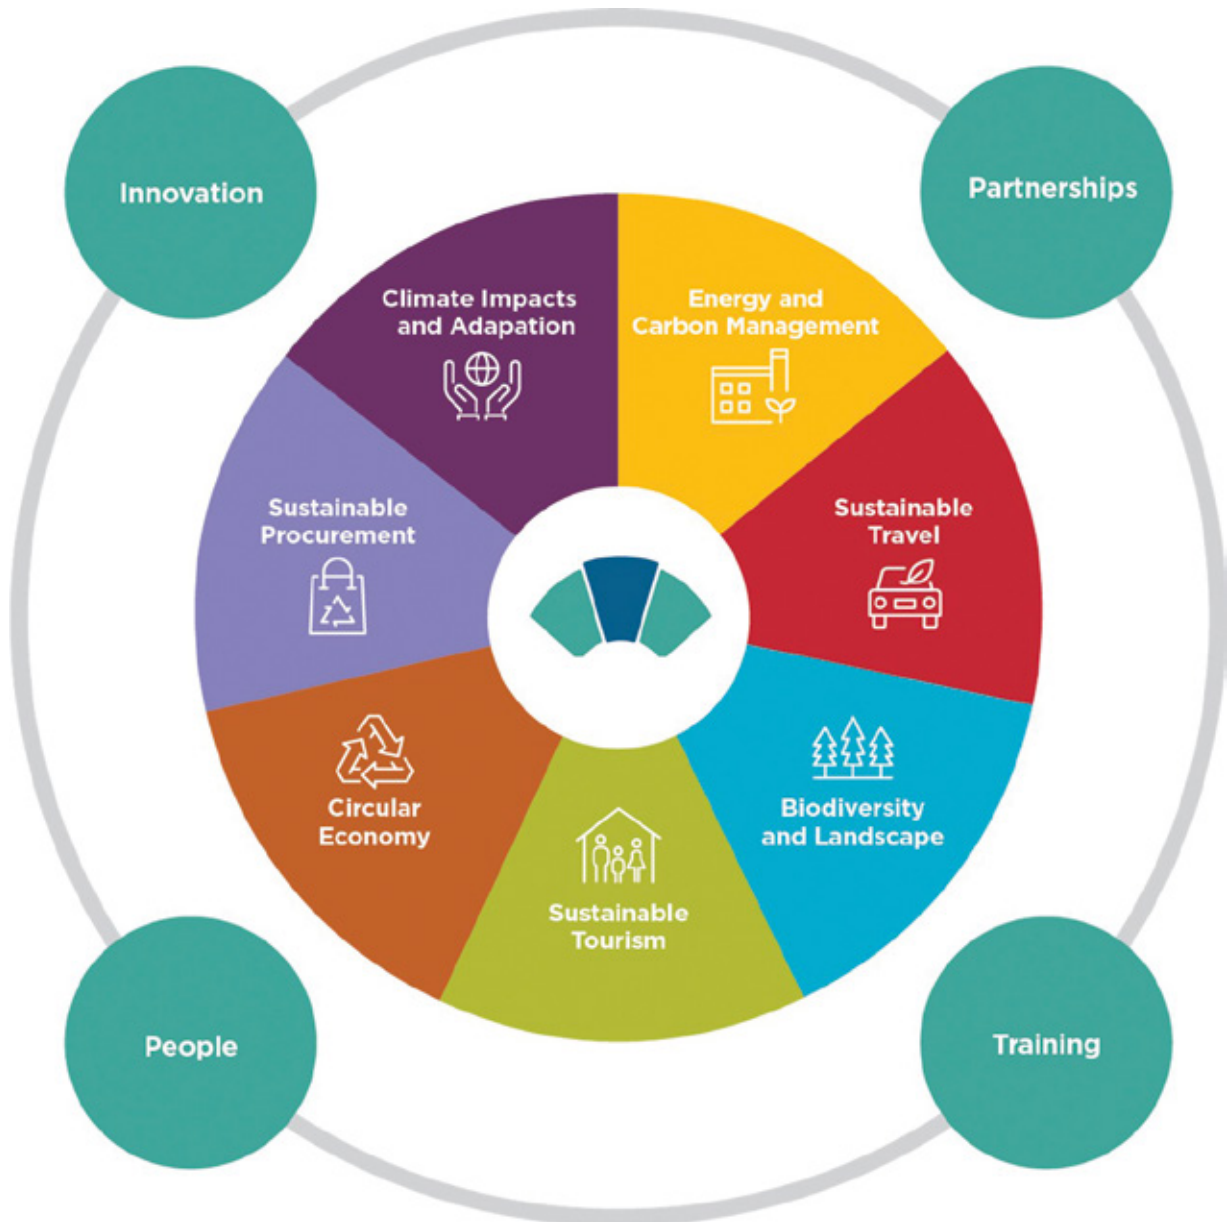 Innovation
Partnerships
Climate Impacts
and Adapation
Energy and
Carbon Management
Sustainable
Procurement
Sustainable
Travel
Circular
Economy
Biodiversity
and Landscape
Sustainable
Tourism
People
Training